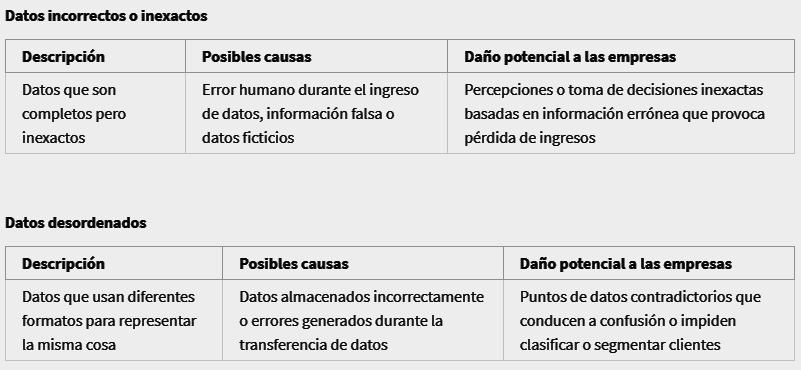 Datos incorrectos o inexactos
Descripción Posibles causas Daño potencial a las empresas
Datos que son Error humano durante el ingreso Percepciones o toma de decisiones inexactas
completos pero de datos, información falsa o basadas en información errónea que provoca
inexactos datos ficticios pérdida de ingresos
Datos desordenados
Descripción Posibles causas Daño potencial a las empresas
Datos que usan diferentes Datos almacenados incorrectamente Puntos de datos contradictorios que
formatos para representar o errores generados durante la conducen a confusión o impiden
la misma cosa transferencia de datos clasificar o segmentar clientes